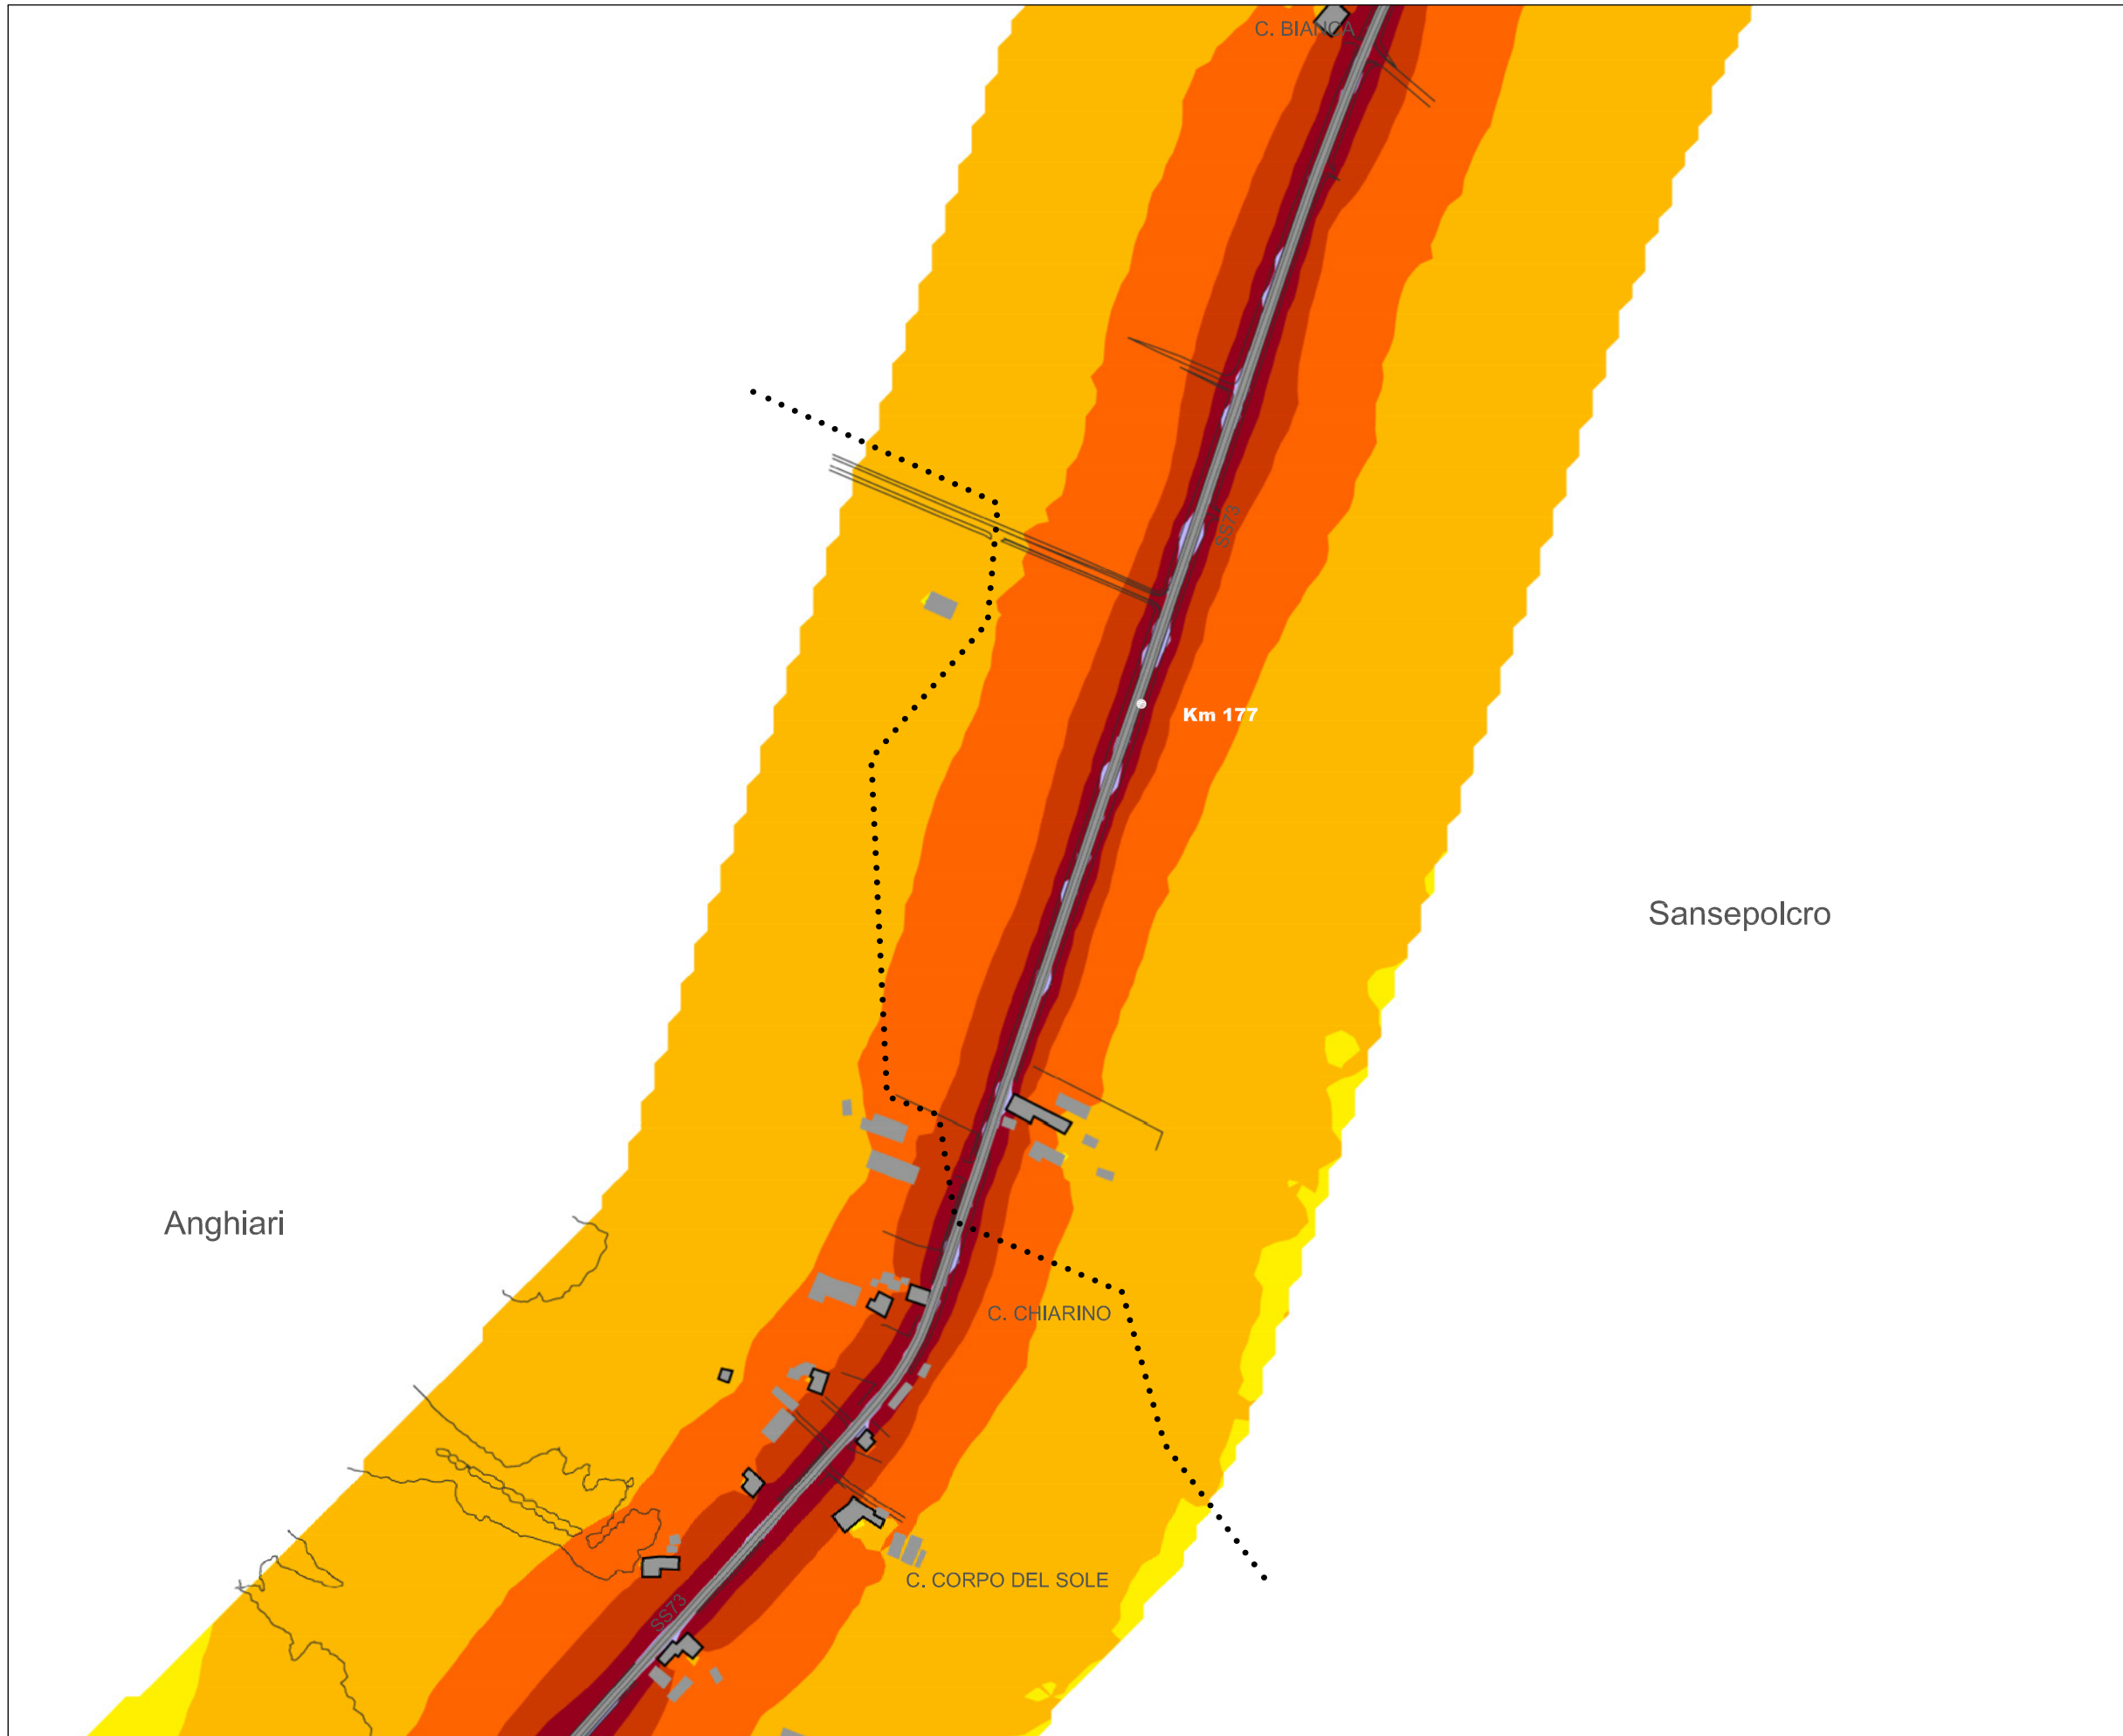 C. BIANCA
SS73
Km 177
Sansepolcro
Anghiari
C. CHIARINO
C. CORPO DEL SOLE
SS73